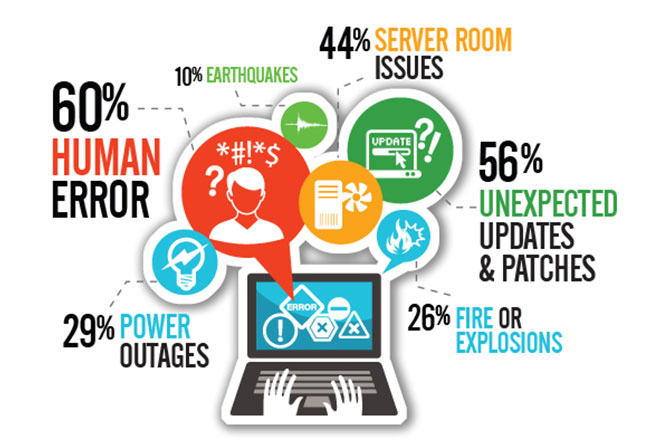 44% SERVER ROOM
ISSUES
10% EARTHQUAKES
60%
HUMAN
ERROR
*#!*$
?
UPDATE
?!
56%
UNEXPECTED
UPDATES
& PATCHES
29% POWER
OUTAGES
26% FIRE OR
EXPLOSIONS
ERROR
!